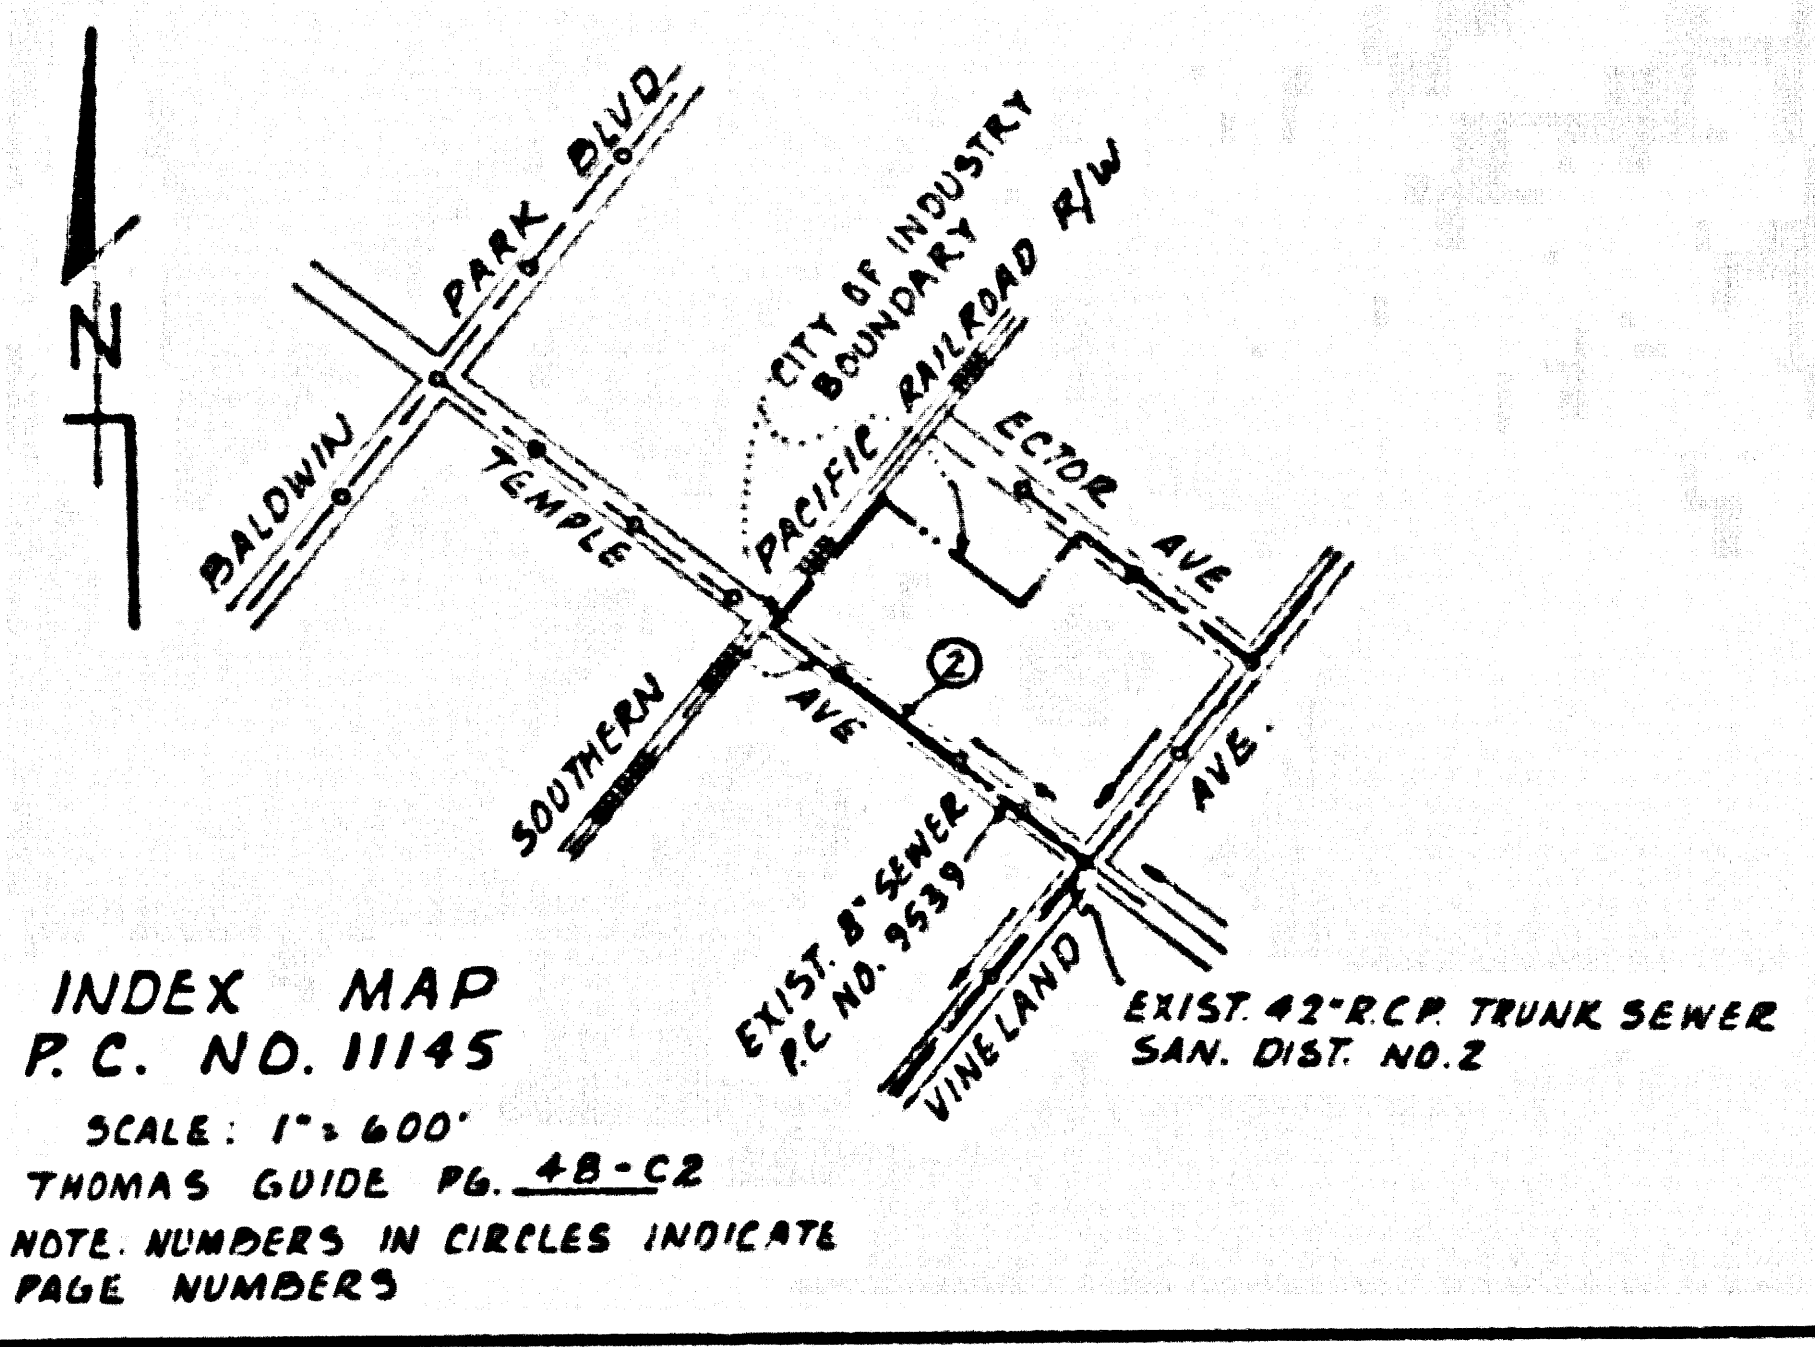 N
BALDWIN PARK BLVD
CITY OF INDUSTRY
BOUNDARY
SOUTHERN PACIFIC RAILROAD R/W
TEMPLE AVE
ECTOR AVE
2
VINELAND AVE.
EXIST. 8" SEWER
P.C NO. 9539
EXIST. 42" R.C.P. TRUNK SEWER
SAN. DIST. NO. 2
INDEX MAP
P. C. NO. 11145
SCALE: 1" = 600'
THOMAS GUIDE PG. 48-C2
NOTE. NUMBERS IN CIRCLES INDICATE
PAGE NUMBERS